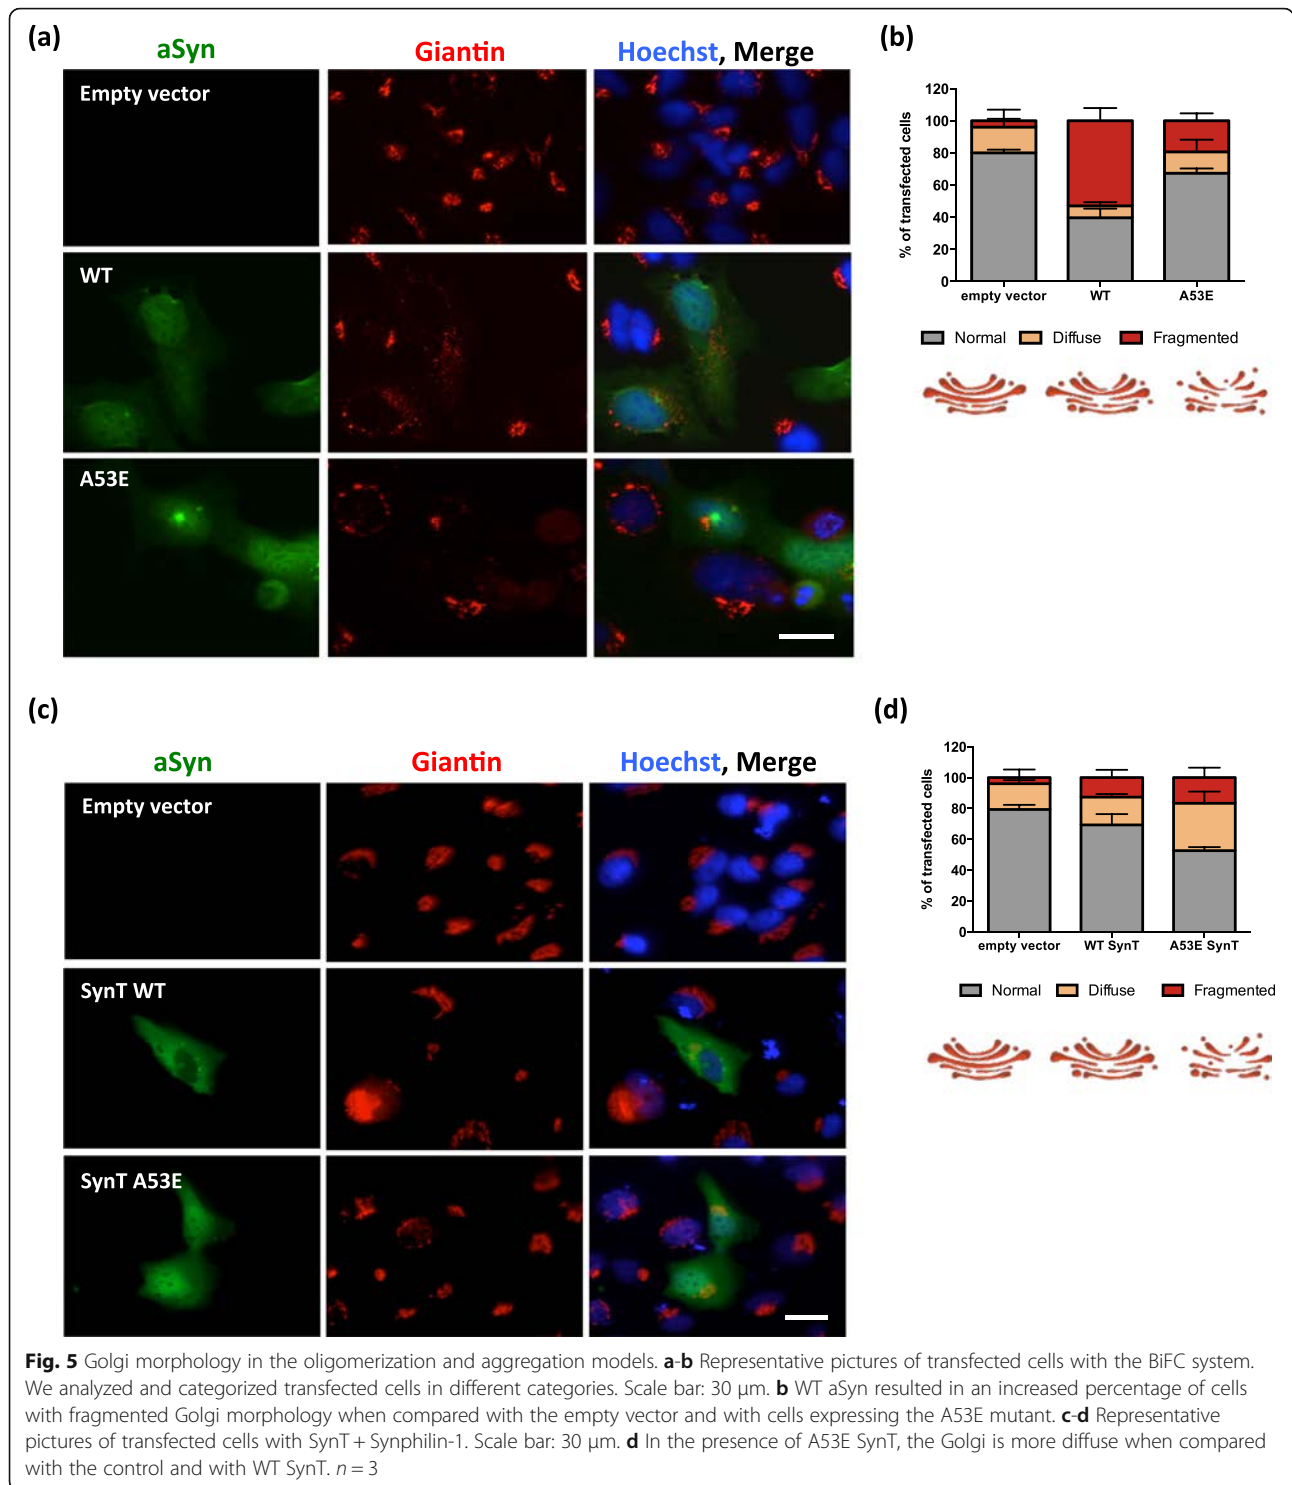 (a)
aSyn
Giantin
Hoechst, Merge
Empty vector
WT
A53E
(b)
% of transfected cells
120
100
80
60
40
20
0
empty vector
WT
A53E
Normal
Diffuse
Fragmented
(c)
aSyn
Giantin
Hoechst, Merge
Empty vector
SynT WT
SynT A53E
(d)
% of transfected cells
120
100
80
60
40
20
0
empty vector
WT SynT
A53E SynT
Normal
Diffuse
Fragmented
Fig. 5 Golgi morphology in the oligomerization and aggregation models. a-b Representative pictures of transfected cells with the BiFC system.
We analyzed and categorized transfected cells in different categories. Scale bar: 30 μm. b WT aSyn resulted in an increased percentage of cells
with fragmented Golgi morphology when compared with the empty vector and with cells expressing the A53E mutant. c-d Representative
pictures of transfected cells with SynT + Synphilin-1. Scale bar: 30 μm. d In the presence of A53E SynT, the Golgi is more diffuse when compared
with the control and with WT SynT. n = 3